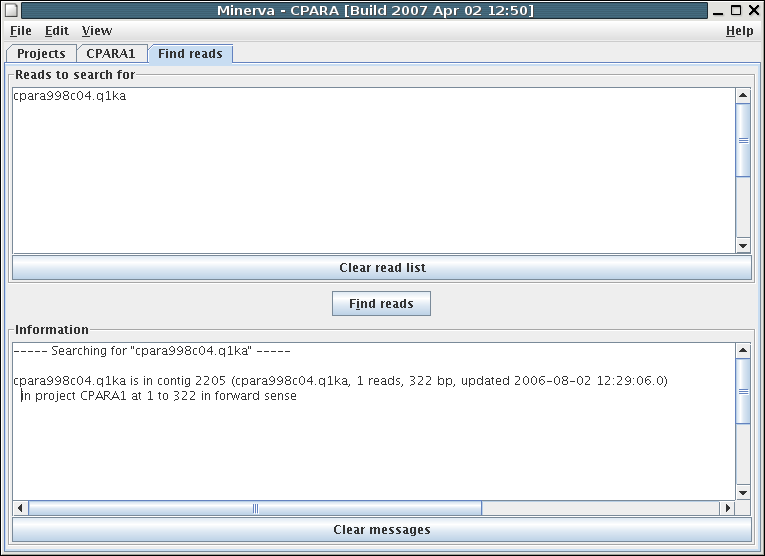 Minerva - CPARA [Build 2007 Apr 02 12:50]
File Edit View Help
Projects CPARA1 Find reads
Reads to search for
cpara998c04.q1ka
Clear read list
Find reads
Information
----- Searching for "cpara998c04.q1ka" -----
cpara998c04.q1ka is in contig 2205 (cpara998c04.q1ka, 1 reads, 322 bp, updated 2006-08-02 12:29:06.0)
in project CPARA1 at 1 to 322 in forward sense
Clear messages